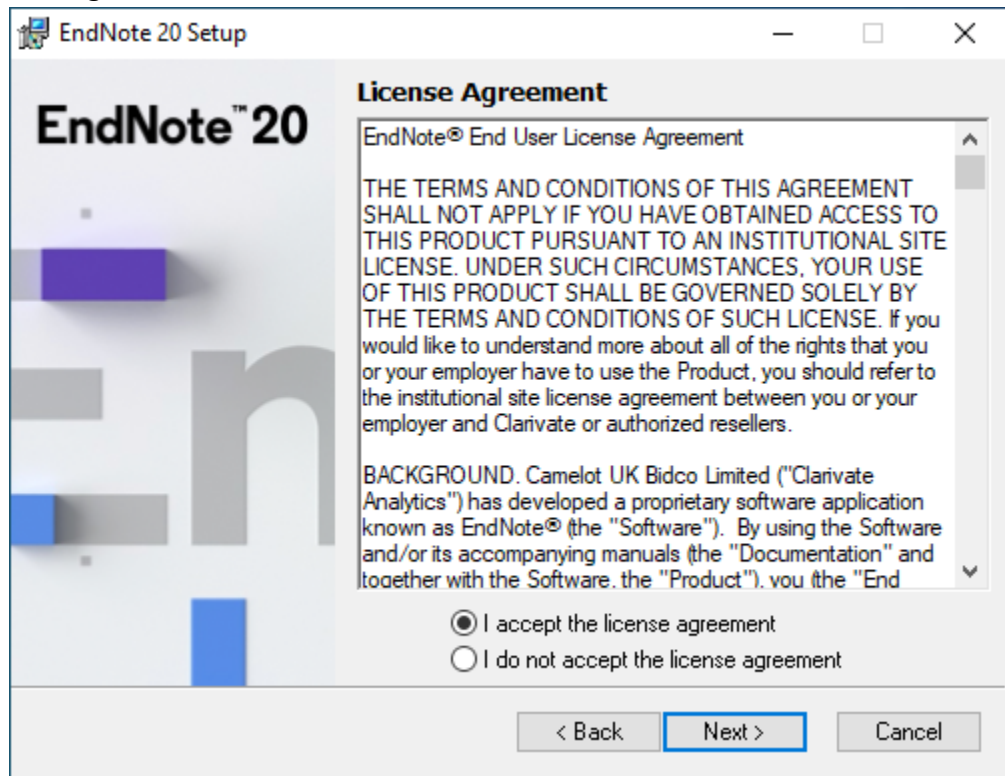 EndNote 20 Setup
EndNote™20
License Agreement
EndNote® End User License Agreement
THE TERMS AND CONDITIONS OF THIS AGREEMENT
SHALL NOT APPLY IF YOU HAVE OBTAINED ACCESS TO
THIS PRODUCT PURSUANT TO AN INSTITUTIONAL SITE
LICENSE. UNDER SUCH CIRCUMSTANCES, YOUR USE
OF THIS PRODUCT SHALL BE GOVERNED SOLELY BY
THE TERMS AND CONDITIONS OF SUCH LICENSE. If you
would like to understand more about all of the rights that you
or your employer have to use the Product, you should refer to
the institutional site license agreement between you or your
employer and Clarivate or authorized resellers.
BACKGROUND. Camelot UK Bidco Limited ("Clarivate
Analytics") has developed a proprietary software application
known as EndNote® (the "Software").  By using the Software
and/or its accompanying manuals (the "Documentation" and
together with the Software, the "Product"), you (the "End
En
I accept the license agreement
I do not accept the license agreement
< Back
Next >
Cancel